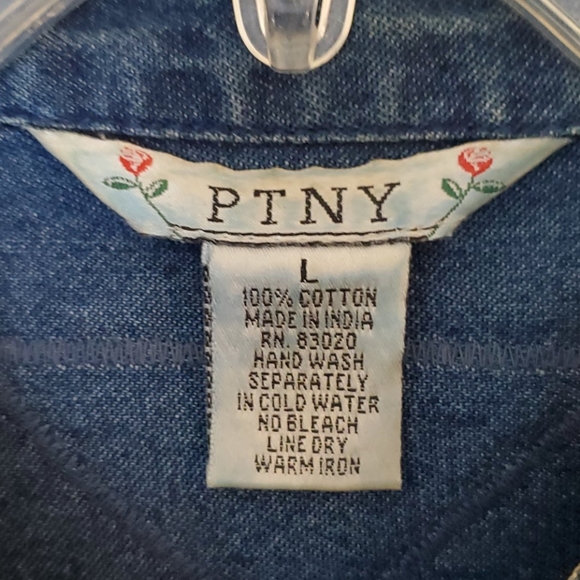 PTNY
L
100% COTTON
MADE IN INDIA
RN. 83020
HAND WASH
SEPARATELY
IN COLD WATER
NO BLEACH
LINE DRY
WARM IRON